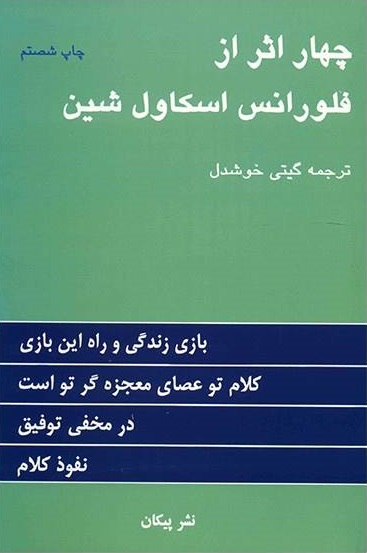 چهار اثر از
چاپ شصتم
فلورانس اسکاول شین
ترجمه گیتی خوشدل
بازی زندگی و راه این بازی
کلام تو عصای معجزه گر تو است
در مخفی توفیق
نفوذ کلام
نشر پیکان